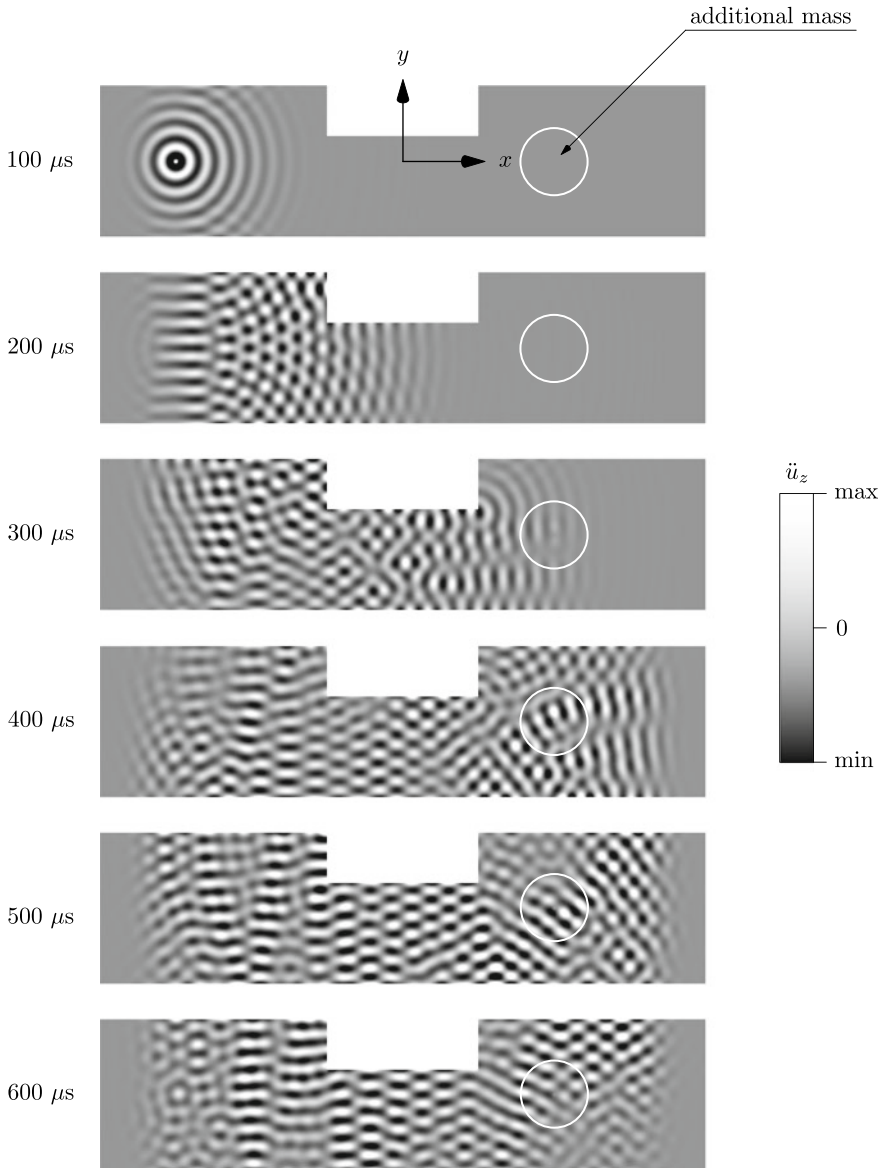 additional mass
y
x
100 μs
200 μs
300 μs
400 μs
500 μs
600 μs
ü_z
max
0
min